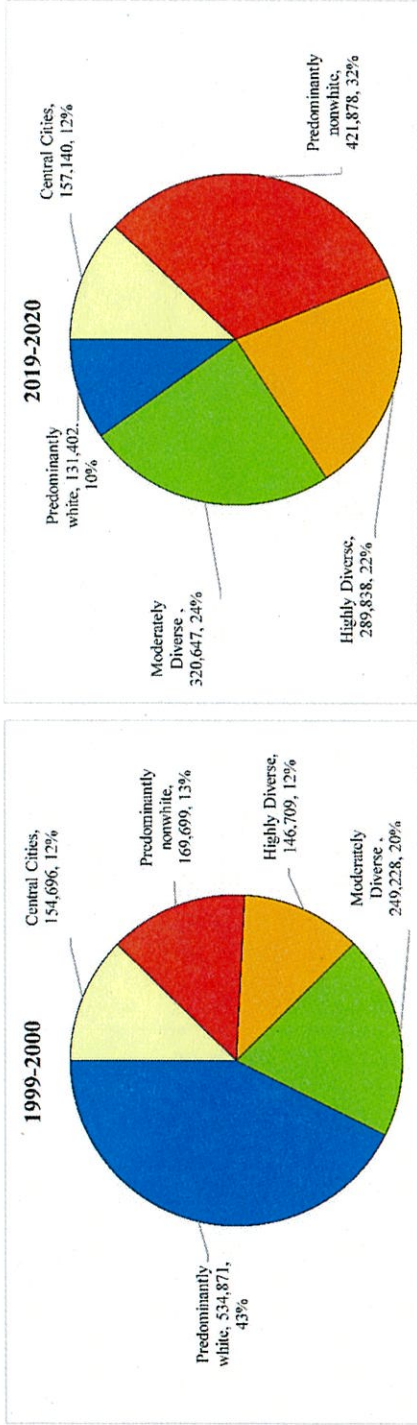 1999-2000
Central Cities,
154,696, 12%
Predominantly
nonwhite,
169,699, 13%
Highly Diverse,
146,709, 12%
Moderately
Diverse ,
249,228, 20%
Predominantly
white, 534,871,
43%
2019-2020
Central Cities,
157,140, 12%
Predominantly
nonwhite,
421,878, 32%
Highly Diverse,
289,838, 22%
Moderately
Diverse ,
320,647, 24%
Predominantly
white, 131,402,
10%